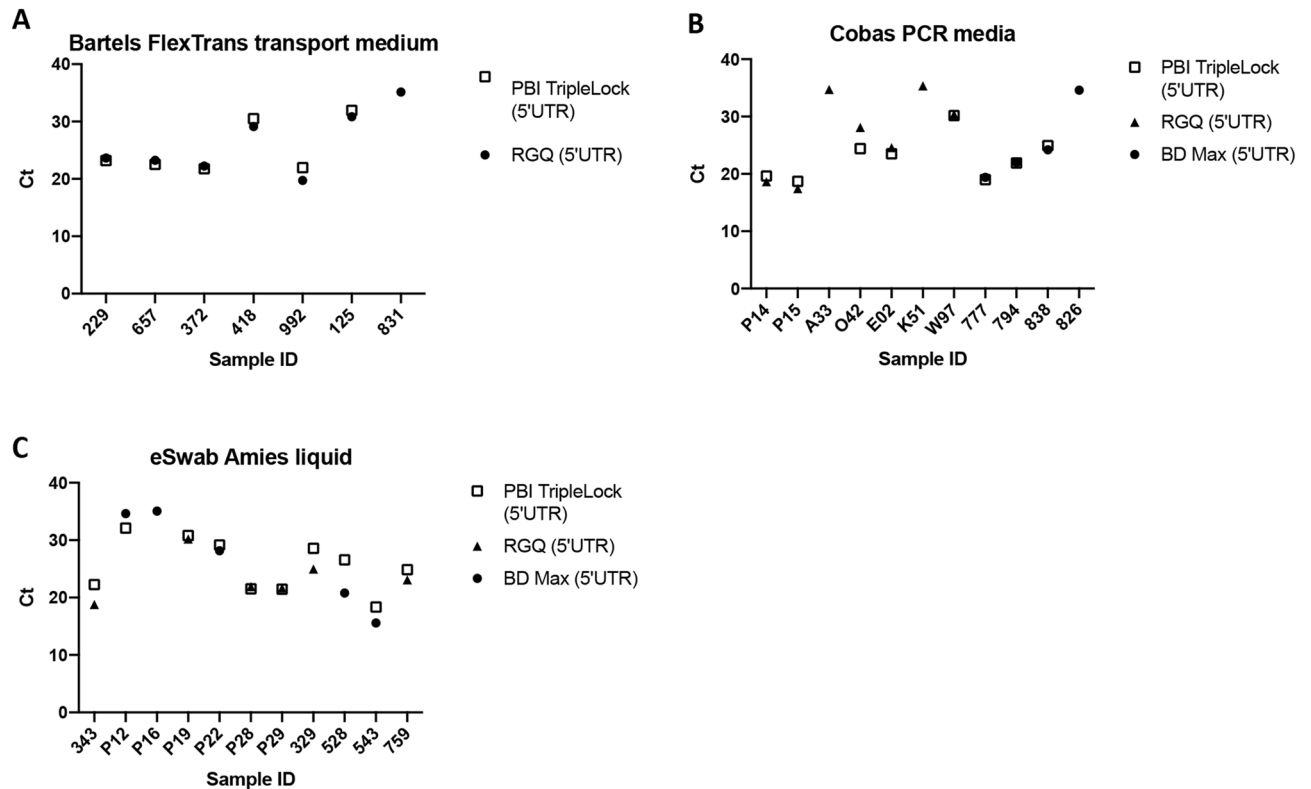 A
Bartels FlexTrans transport medium
40
30
20
10
0
Ct
229
657
372
418
992
125
831
Sample ID
PBI TripleLock
(5'UTR)
RGQ (5'UTR)
B
Cobas PCR media
40
30
20
10
0
Ct
P14
P15
A33
O42
E02
K51
W97
777
794
838
826
Sample ID
PBI TripleLock
(5'UTR)
RGQ (5'UTR)
BD Max (5'UTR)
C
eSwab Amies liquid
40
30
20
10
0
Ct
343
P12
P16
P19
P22
P28
P29
329
528
543
759
Sample ID
PBI TripleLock
(5'UTR)
RGQ (5'UTR)
BD Max (5'UTR)